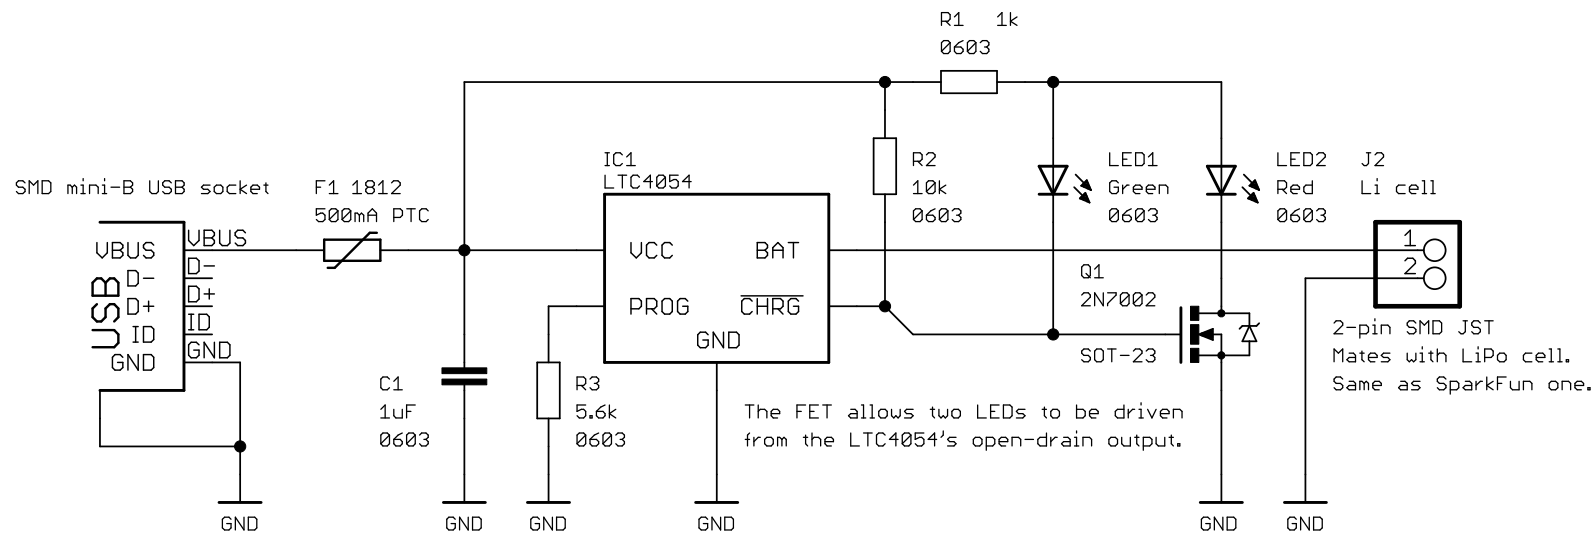 R1 1k
0603
IC1
LTC4054
R2
10k
0603
LED1
Green
0603
LED2
Red
0603
J2
Li cell
SMD mini-B USB socket
F1 1812
500mA PTC
VBUS
VBUS
D-
D-
D+
D+
ID
ID
GND
GND
USB
VCC
BAT
PROG
CHRG
GND
1
2
Q1
2N7002
SOT-23
2-pin SMD JST
Mates with LiPo cell.
Same as SparkFun one.
C1
1uF
0603
R3
5.6k
0603
The FET allows two LEDs to be driven
from the LTC4054's open-drain output.
GND
GND
GND
GND
GND
GND